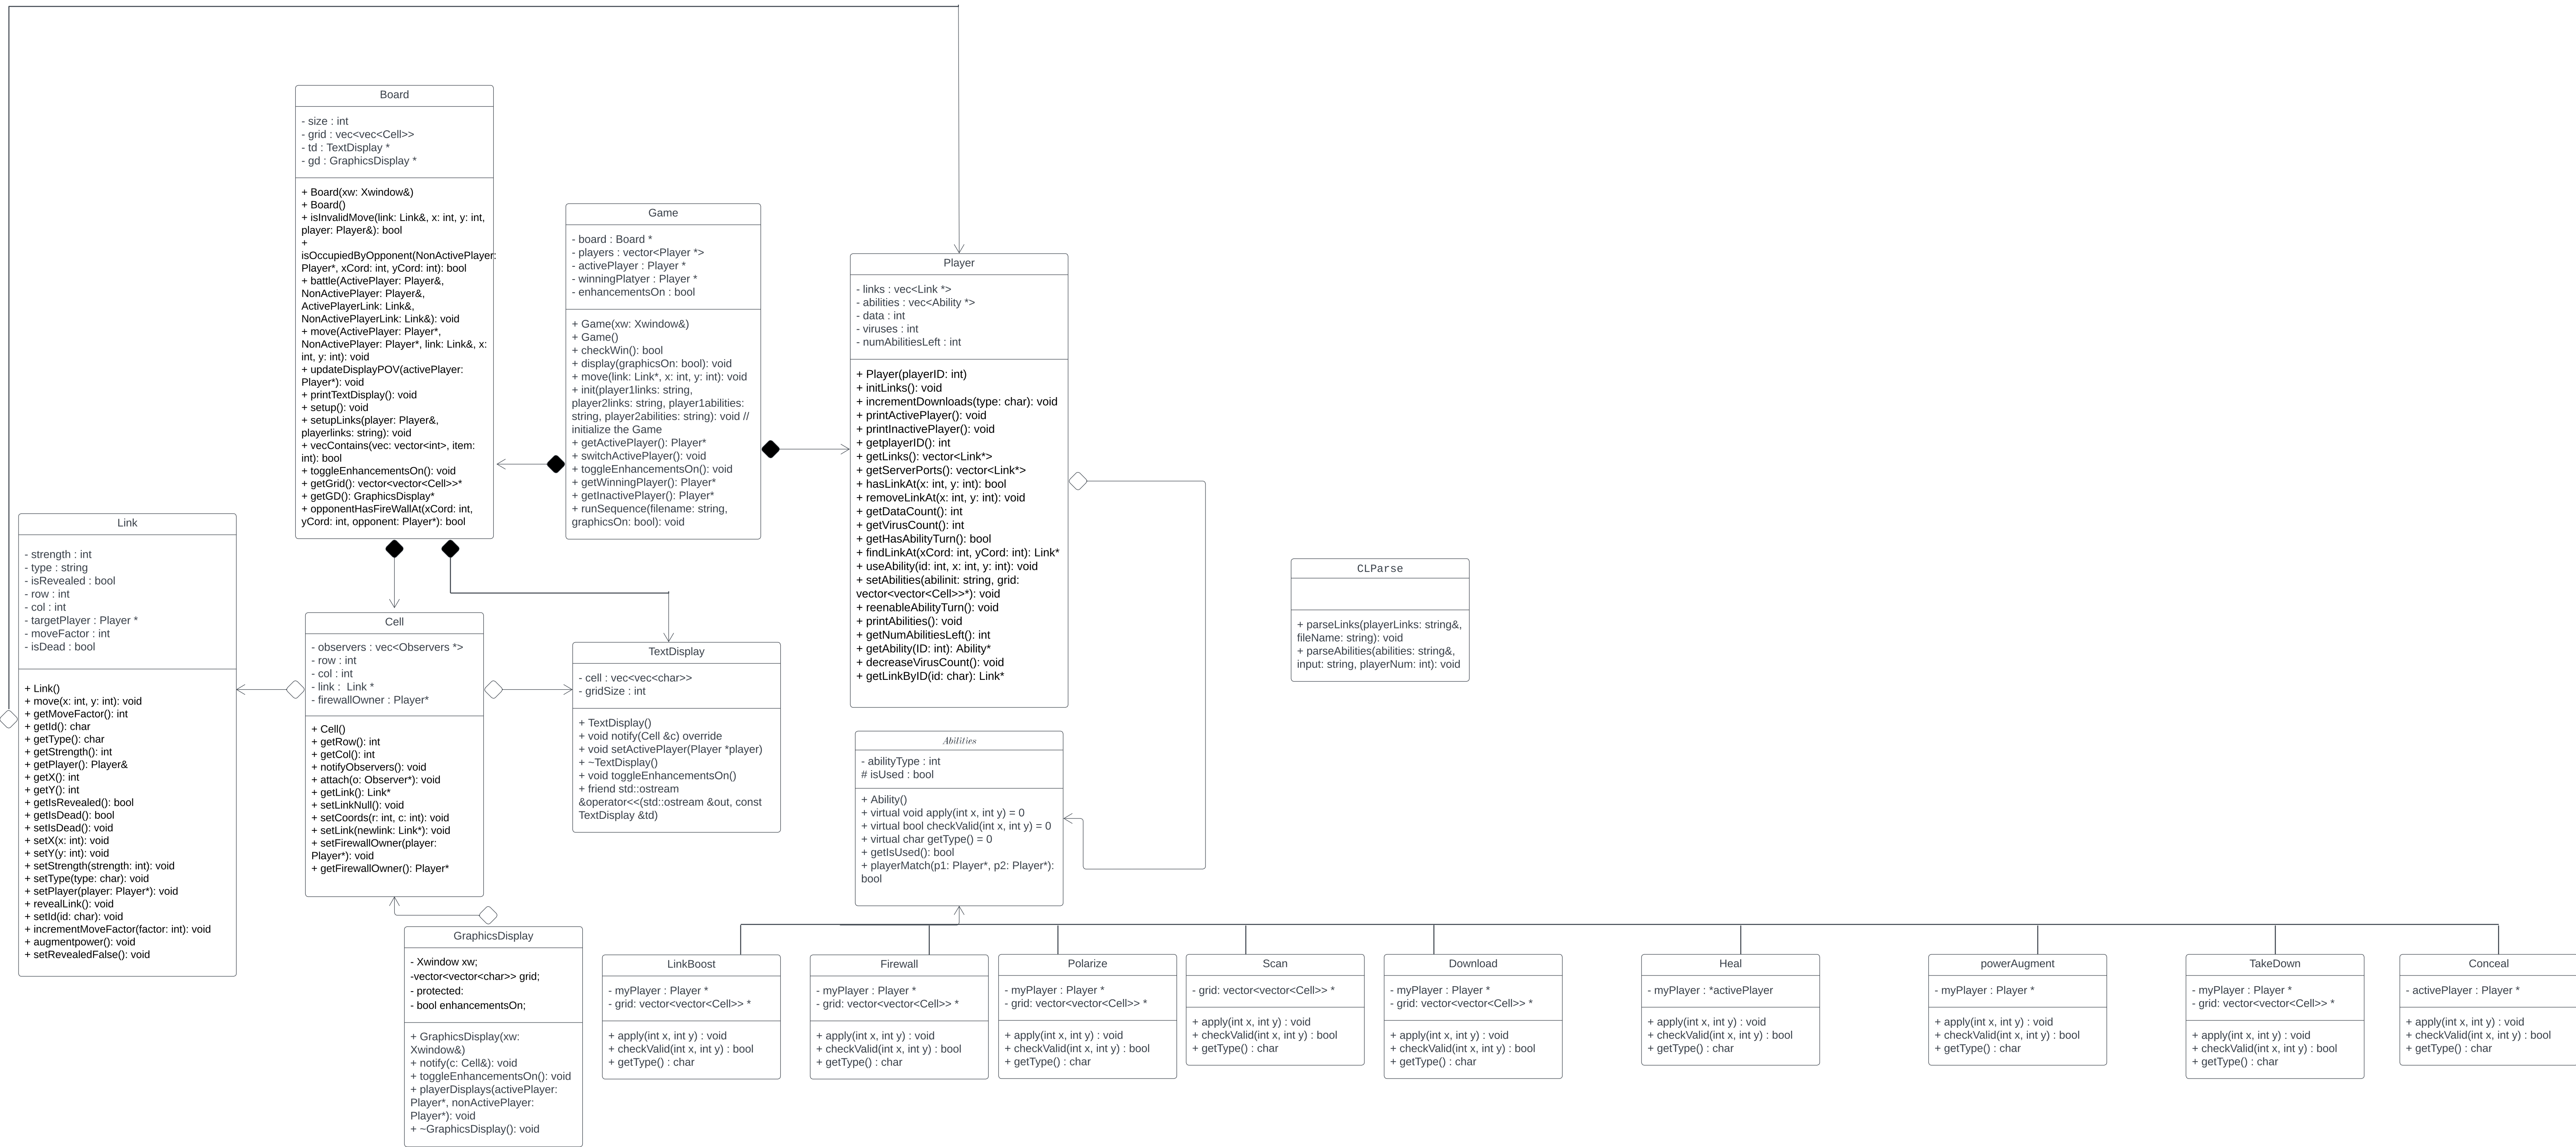 Board
- size : int
- grid : vec<vec<Cell>>
- td : TextDisplay *
- gd : GraphicsDisplay *
+ Board(xw: Xwindow&)
+ Board()
+ isInvalidMove(link: Link&, x: int, y: int,
player: Player&): bool
+
isOccupiedByOpponent(NonActivePlayer:
Player*, xCord: int, yCord: int): bool
+ battle(ActivePlayer: Player&,
NonActivePlayer: Player&,
ActivePlayerLink: Link&,
NonActivePlayerLink: Link&): void
+ move(ActivePlayer: Player*,
NonActivePlayer: Player*, link: Link&, x:
int, y: int): void
+ updateDisplayPOV(activePlayer:
Player*): void
+ printTextDisplay(): void
+ setup(): void
+ setupLinks(player: Player&,
playerlinks: string): void
+ vecContains(vec: vector<int>, item:
int): bool
+ toggleEnhancementsOn(): void
+ getGrid(): vector<vector<Cell>>*
+ getGD(): GraphicsDisplay*
+ opponentHasFireWallAt(xCord: int,
yCord: int, opponent: Player*): bool
Game
- board : Board *
- players : vector<Player *>
- activePlayer : Player *
- winningPlatyer : Player *
- enhancementsOn : bool
+ Game(xw: Xwindow&)
+ Game()
+ checkWin(): bool
+ display(graphicsOn: bool): void
+ move(link: Link*, x: int, y: int): void
+ init(player1links: string,
player2links: string, player1abilities:
string, player2abilities: string): void //
initialize the Game
+ getActivePlayer(): Player*
+ switchActivePlayer(): void
+ toggleEnhancementsOn(): void
+ getWinningPlayer(): Player*
+ getInactivePlayer(): Player*
+ runSequence(filename: string,
graphicsOn: bool): void
Player
- links : vec<Link *>
- abilities : vec<Ability *>
- data : int
- viruses : int
- numAbilitiesLeft : int
+ Player(playerID: int)
+ initLinks(): void
+ incrementDownloads(type: char): void
+ printActivePlayer(): void
+ printInactivePlayer(): void
+ getplayerID(): int
+ getLinks(): vector<Link*>
+ getServerPorts(): vector<Link*>
+ hasLinkAt(x: int, y: int): bool
+ removeLinkAt(x: int, y: int): void
+ getDataCount(): int
+ getVirusCount(): int
+ getHasAbilityTurn(): bool
+ findLinkAt(xCord: int, yCord: int): Link*
+ useAbility(id: int, x: int, y: int): void
+ setAbilities(abilinit: string, grid:
vector<vector<Cell>>*): void
+ reenableAbilityTurn(): void
+ printAbilities(): void
+ getNumAbilitiesLeft(): int
+ getAbility(ID: int): Ability*
+ decreaseVirusCount(): void
+ getLinkByID(id: char): Link*
Link
- strength : int
- type : string
- isRevealed : bool
- row : int
- col : int
- targetPlayer : Player *
- moveFactor : int
- isDead : bool
+ Link()
+ move(x: int, y: int): void
+ getMoveFactor(): int
+ getId(): char
+ getType(): char
+ getStrength(): int
+ getPlayer(): Player&
+ getX(): int
+ getY(): int
+ getIsRevealed(): bool
+ getIsDead(): bool
+ setIsDead(): void
+ setX(x: int): void
+ setY(y: int): void
+ setStrength(strength: int): void
+ setType(type: char): void
+ setPlayer(player: Player*): void
+ revealLink(): void
+ setId(id: char): void
+ incrementMoveFactor(factor: int): void
+ augmentpower(): void
+ setRevealedFalse(): void
Cell
- observers : vec<Observers *>
- row : int
- col : int
- link :  Link *
- firewallOwner : Player*
+ Cell()
+ getRow(): int
+ getCol(): int
+ notifyObservers(): void
+ attach(o: Observer*): void
+ getLink(): Link*
+ setLinkNull(): void
+ setCoords(r: int, c: int): void
+ setLink(newlink: Link*): void
+ setFirewallOwner(player:
Player*): void
+ getFirewallOwner(): Player*
TextDisplay
- cell : vec<vec<char>>
- gridSize : int
+ TextDisplay()
+ void notify(Cell &c) override
+ void setActivePlayer(Player *player)
+ ~TextDisplay()
+ void toggleEnhancementsOn()
+ friend std::ostream
&operator<<(std::ostream &out, const
TextDisplay &td)
CLParse
+ parseLinks(playerLinks: string&,
fileName: string): void
+ parseAbilities(abilities: string&,
input: string, playerNum: int): void
Abilities
- abilityType : int
# isUsed : bool
+ Ability()
+ virtual void apply(int x, int y) = 0
+ virtual bool checkValid(int x, int y) = 0
+ virtual char getType() = 0
+ getIsUsed(): bool
+ playerMatch(p1: Player*, p2: Player*):
bool
GraphicsDisplay
- Xwindow xw;
-vector<vector<char>> grid;
- protected:
- bool enhancementsOn;
+ GraphicsDisplay(xw:
Xwindow&)
+ notify(c: Cell&): void
+ toggleEnhancementsOn(): void
+ playerDisplays(activePlayer:
Player*, nonActivePlayer:
Player*): void
+ ~GraphicsDisplay(): void
LinkBoost
- myPlayer : Player *
- grid: vector<vector<Cell>> *
+ apply(int x, int y) : void
+ checkValid(int x, int y) : bool
+ getType() : char
Firewall
- myPlayer : Player *
- grid: vector<vector<Cell>> *
+ apply(int x, int y) : void
+ checkValid(int x, int y) : bool
+ getType() : char
Polarize
- myPlayer : Player *
- grid: vector<vector<Cell>> *
+ apply(int x, int y) : void
+ checkValid(int x, int y) : bool
+ getType() : char
Scan
- grid: vector<vector<Cell>> *
+ apply(int x, int y) : void
+ checkValid(int x, int y) : bool
+ getType() : char
Download
- myPlayer : Player *
- grid: vector<vector<Cell>> *
+ apply(int x, int y) : void
+ checkValid(int x, int y) : bool
+ getType() : char
Heal
- myPlayer : *activePlayer
+ apply(int x, int y) : void
+ checkValid(int x, int y) : bool
+ getType() : char
powerAugment
- myPlayer : Player *
+ apply(int x, int y) : void
+ checkValid(int x, int y) : bool
+ getType() : char
TakeDown
- myPlayer : Player *
- grid: vector<vector<Cell>> *
+ apply(int x, int y) : void
+ checkValid(int x, int y) : bool
+ getType() : char
Conceal
- activePlayer : Player *
+ apply(int x, int y) : void
+ checkValid(int x, int y) : bool
+ getType() : char